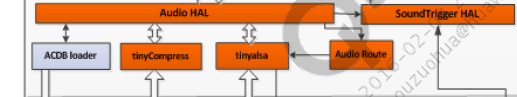 Audio HAL
SoundTrigger HAL
ACDB loader
tinyCompress
tinyalsa
Audio Route